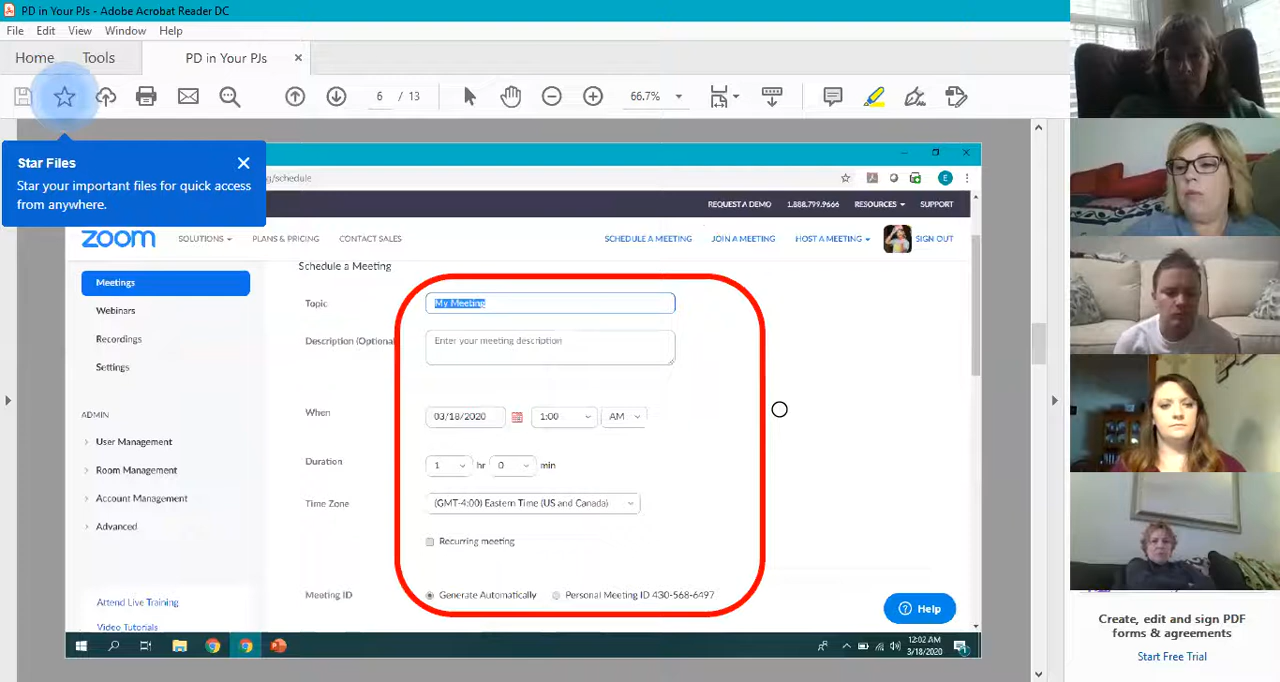 PD in Your PJs - Adobe Acrobat Reader DC
File Edit View Window Help
Home Tools PD in Your PJs ×
6 / 13 66.7%
Star Files
Star your important files for quick access
from anywhere.
/schedule
E
REQUEST A DEMO 1.888.799.9666 RESOURCES SUPPORT
zoom SOLUTIONS PLANS & PRICING CONTACT SALES SCHEDULE A MEETING JOIN A MEETING HOST A MEETING SIGN OUT
Meetings
Webinars
Recordings
Settings
ADMIN
User Management
Room Management
Account Management
Advanced
Attend Live Training
Video Tutorials
Schedule a Meeting
Topic My Meeting
Description (Optional Enter your meeting description
When 03/18/2020 1:00 AM
Duration 1 hr 0 min
Time Zone (GMT-4:00) Eastern Time (US and Canada)
Recurring meeting
Meeting ID Generate Automatically Personal Meeting ID 430-568-6497
Help
12:02 AM
3/18/2020
Create, edit and sign PDF
forms & agreements
Start Free Trial